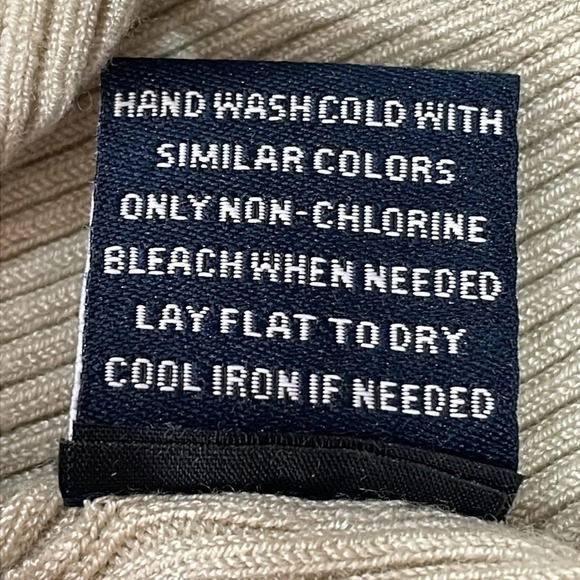 HAND WASH COLD WITH
SIMILAR COLORS
ONLY NON-CHLORINE
BLEACH WHEN NEEDED
LAY FLAT TO DRY
COOL IRON IF NEEDED